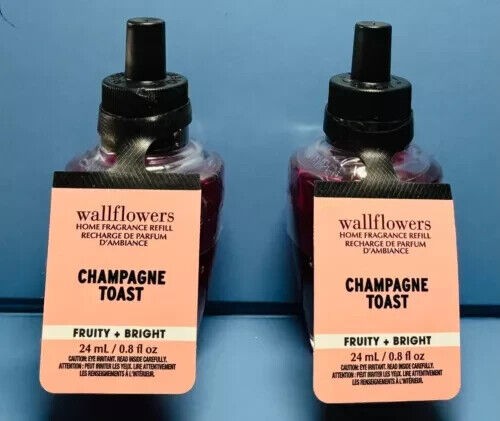 wallflowers
HOME FRAGRANCE REFILL
RECHARGE DE PARFUM
D'AMBIANCE
CHAMPAGNE
TOAST
FRUITY + BRIGHT
24 mL / 0.8 fl oz
CAUTION: EYE IRRITANT. READ INSIDE CAREFULLY.
ATTENTION : PEUT IRRITER LES YEUX. LIRE ATTENTIVEMENT
LES RENSEIGNEMENTS À L'INTÉRIEUR.
wallflowers
HOME FRAGRANCE REFILL
RECHARGE DE PARFUM
D'AMBIANCE
CHAMPAGNE
TOAST
FRUITY + BRIGHT
24 mL / 0.8 fl oz
CAUTION: EYE IRRITANT. READ INSIDE CAREFULLY.
ATTENTION : PEUT IRRITER LES YEUX. LIRE ATTENTIVEMENT
LES RENSEIGNEMENTS À L'INTÉRIEUR.